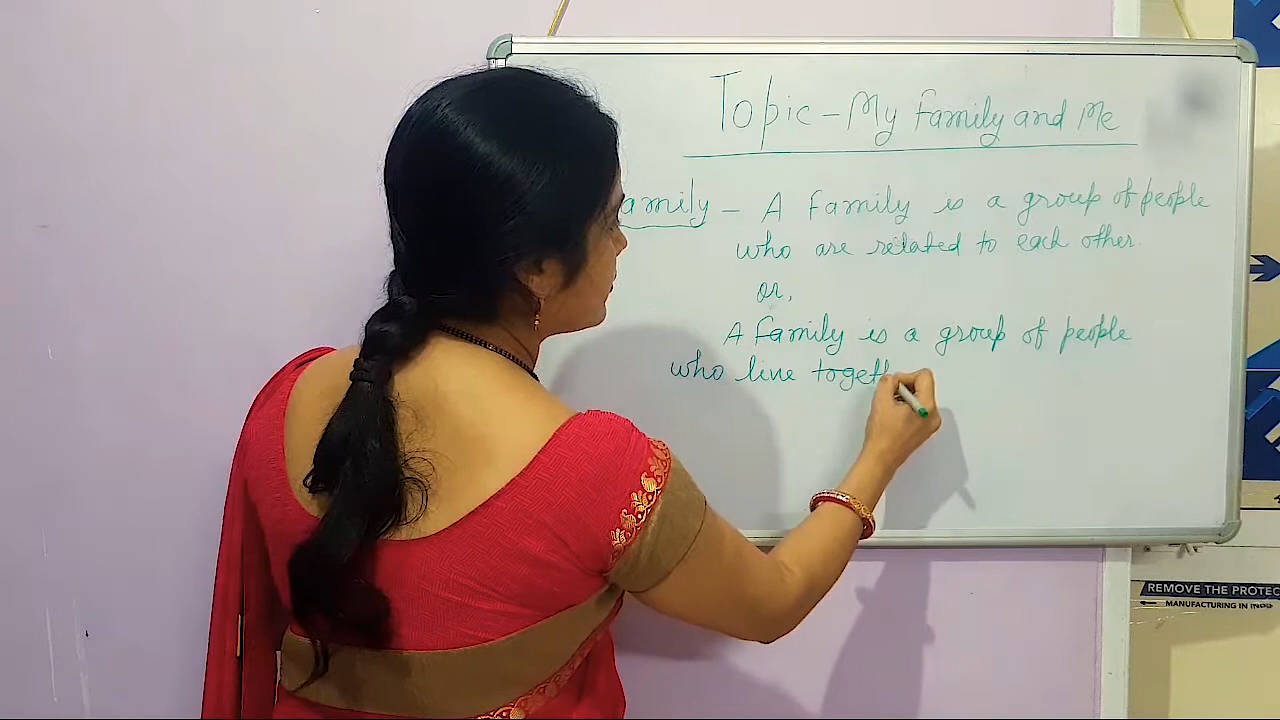 Topic - My Family and Me
amily - A family is a group of people
who are related to each other.
or,
A family is a group of people
who live togeth
REMOVE THE PROTEC
MANUFACTURING IN INDI